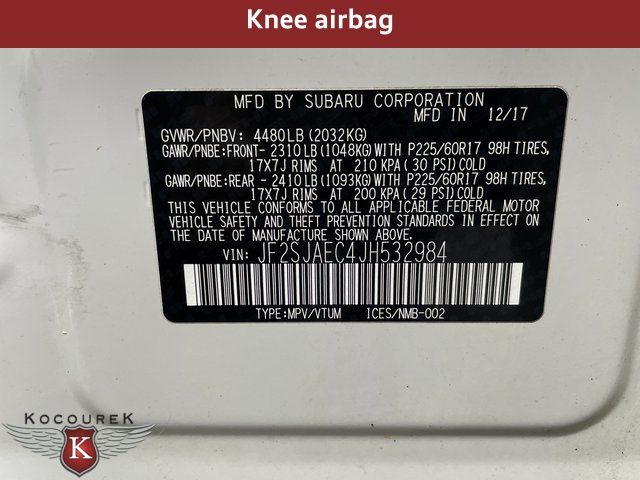 Knee airbag
MFD BY SUBARU CORPORATION 12/17
GVWR/PNBV: 4480LB (2032KG)
GAWR/PNBE:FRONT- 2310LB (1048KG) WITH P225/60R17 98H TIRES,
17X7J RIMS AT 210 KPA (30 PSI) COLD
GAWR/PNBE:REAR - 2410LB (1093KG) WITH P225/60R17 98H TIRES,
17X7J RIMS AT 200 KPA (29 PSI) COLD
THIS VEHICLE CONFORMS TO ALL APPLICABLE FEDERAL MOTOR
VEHICLE SAFETY AND THEFT PREVENTION STANDARDS IN EFFECT ON
THE DATE OF MANUFACTURE SHOWN ABOVE.
VIN: JF2SJAEC4JH532984
TYPE:MPV/VTUM ICES/NMB-002
KOCOUREK
K